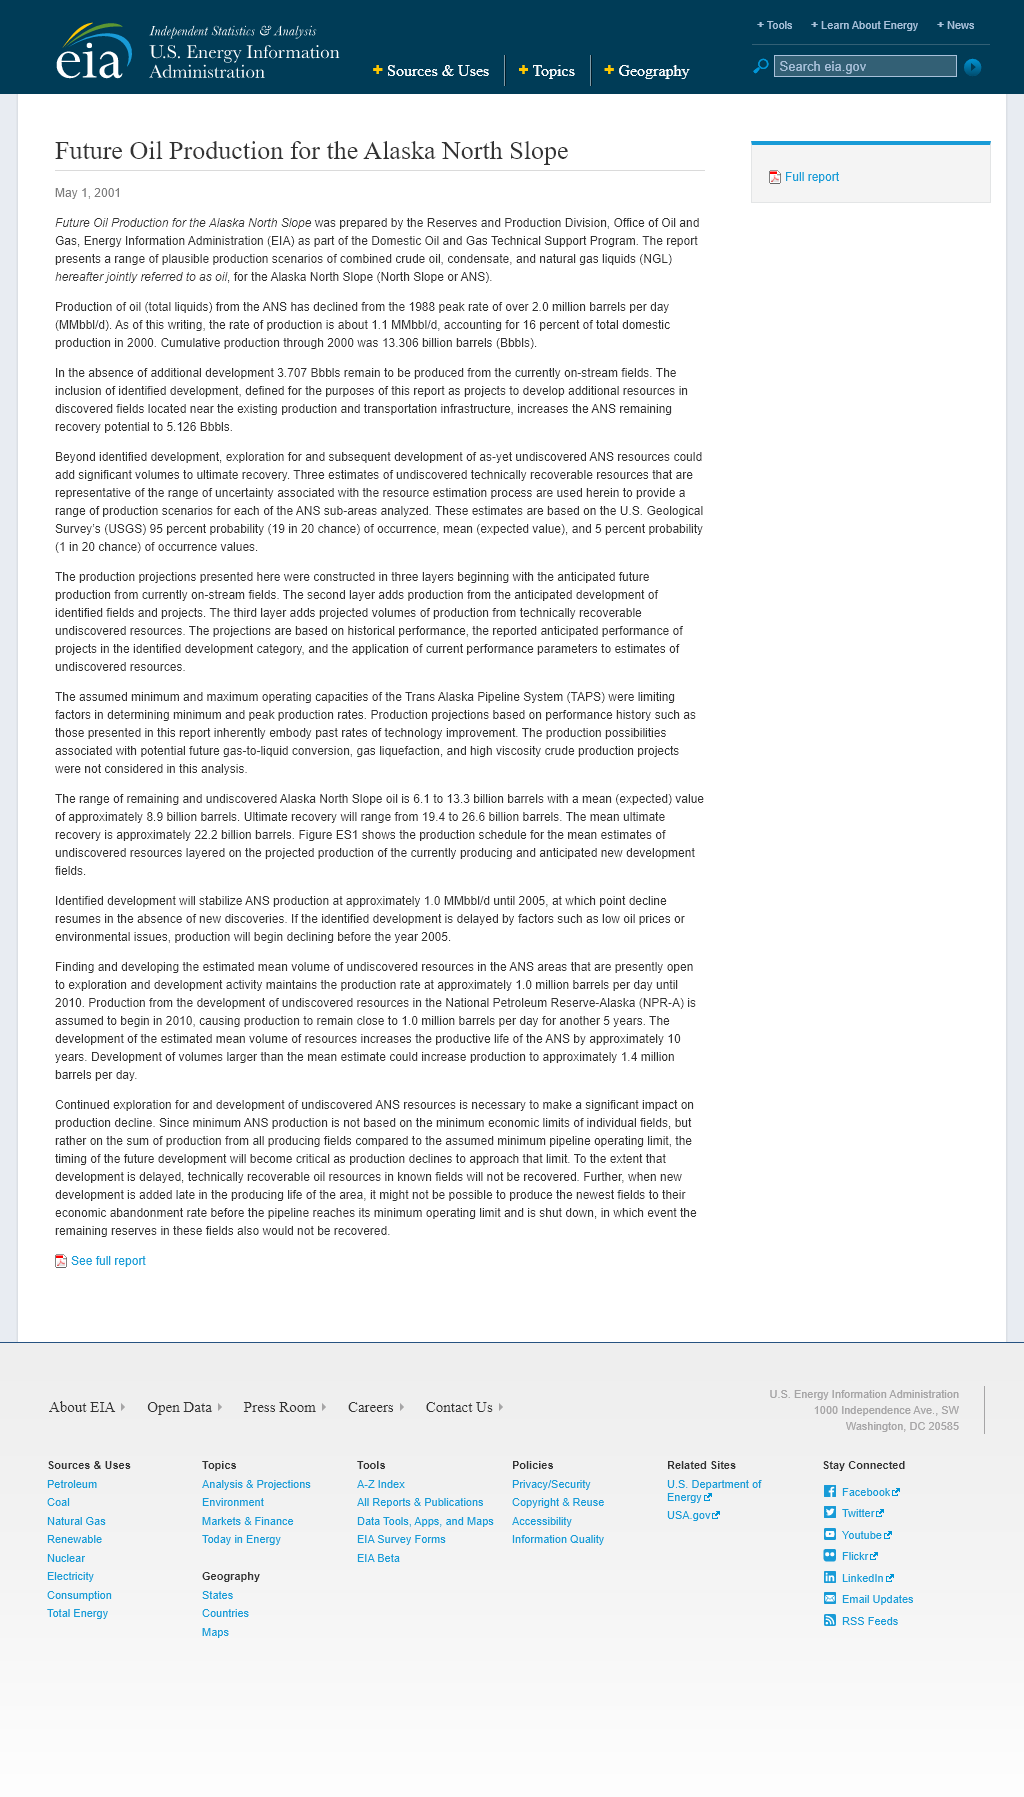 Independent Statistics & Analysis
eia U.S. Energy Information
Administration
+ Tools + Learn About Energy + News
+ Sources & Uses + Topics + Geography
Search eia.gov
Future Oil Production for the Alaska North Slope
May 1, 2001
Full report
Future Oil Production for the Alaska North Slope was prepared by the Reserves and Production Division, Office of Oil and
Gas, Energy Information Administration (EIA) as part of the Domestic Oil and Gas Technical Support Program. The report
presents a range of plausible production scenarios of combined crude oil, condensate, and natural gas liquids (NGL)
hereafter jointly referred to as oil, for the Alaska North Slope (North Slope or ANS).
Production of oil (total liquids) from the ANS has declined from the 1988 peak rate of over 2.0 million barrels per day
(MMbbl/d). As of this writing, the rate of production is about 1.1 MMbbl/d, accounting for 16 percent of total domestic
production in 2000. Cumulative production through 2000 was 13.306 billion barrels (Bbbls).
In the absence of additional development 3.707 Bbbls remain to be produced from the currently on-stream fields. The
inclusion of identified development, defined for the purposes of this report as projects to develop additional resources in
discovered fields located near the existing production and transportation infrastructure, increases the ANS remaining
recovery potential to 5.126 Bbbls.
Beyond identified development, exploration for and subsequent development of as-yet undiscovered ANS resources could
add significant volumes to ultimate recovery. Three estimates of undiscovered technically recoverable resources that are
representative of the range of uncertainty associated with the resource estimation process are used herein to provide a
range of production scenarios for each of the ANS sub-areas analyzed. These estimates are based on the U.S. Geological
Survey's (USGS) 95 percent probability (19 in 20 chance) of occurrence, mean (expected value), and 5 percent probability
(1 in 20 chance) of occurrence values.
The production projections presented here were constructed in three layers beginning with the anticipated future
production from currently on-stream fields. The second layer adds production from the anticipated development of
identified fields and projects. The third layer adds projected volumes of production from technically recoverable
undiscovered resources. The projections are based on historical performance, the reported anticipated performance of
projects in the identified development category, and the application of current performance parameters to estimates of
undiscovered resources.
The assumed minimum and maximum operating capacities of the Trans Alaska Pipeline System (TAPS) were limiting
factors in determining minimum and peak production rates. Production projections based on performance history such as
those presented in this report inherently embody past rates of technology improvement. The production possibilities
associated with potential future gas-to-liquid conversion, gas liquefaction, and high viscosity crude production projects
were not considered in this analysis.
The range of remaining and undiscovered Alaska North Slope oil is 6.1 to 13.3 billion barrels with a mean (expected) value
of approximately 8.9 billion barrels. Ultimate recovery will range from 19.4 to 26.6 billion barrels. The mean ultimate
recovery is approximately 22.2 billion barrels. Figure ES1 shows the production schedule for the mean estimates of
undiscovered resources layered on the projected production of the currently producing and anticipated new development
fields.
Identified development will stabilize ANS production at approximately 1.0 MMbbl/d until 2005, at which point decline
resumes in the absence of new discoveries. If the identified development is delayed by factors such as low oil prices or
environmental issues, production will begin declining before the year 2005.
Finding and developing the estimated mean volume of undiscovered resources in the ANS areas that are presently open
to exploration and development activity maintains the production rate at approximately 1.0 million barrels per day until
2010. Production from the development of undiscovered resources in the National Petroleum Reserve-Alaska (NPR-A) is
assumed to begin in 2010, causing production to remain close to 1.0 million barrels per day for another 5 years. The
development of the estimated mean volume of resources increases the productive life of the ANS by approximately 10
years. Development of volumes larger than the mean estimate could increase production to approximately 1.4 million
barrels per day.
Continued exploration for and development of undiscovered ANS resources is necessary to make a significant impact on
production decline. Since minimum ANS production is not based on the minimum economic limits of individual fields, but
rather on the sum of production from all producing fields compared to the assumed minimum pipeline operating limit, the
timing of the future development will become critical as production declines to approach that limit. To the extent that
development is delayed, technically recoverable oil resources in known fields will not be recovered. Further, when new
development is added late in the producing life of the area, it might not be possible to produce the newest fields to their
economic abandonment rate before the pipeline reaches its minimum operating limit and is shut down, in which event the
remaining reserves in these fields also would not be recovered.
See full report
About EIA Open Data Press Room Careers Contact Us
U.S. Energy Information Administration
1000 Independence Ave., SW
Washington, DC 20585
Sources & Uses
Petroleum
Coal
Natural Gas
Renewable
Nuclear
Electricity
Consumption
Total Energy
Topics
Analysis & Projections
Environment
Markets & Finance
Today in Energy
Geography
States
Countries
Maps
Tools
A-Z Index
All Reports & Publications
Data Tools, Apps, and Maps
EIA Survey Forms
EIA Beta
Policies
Privacy/Security
Copyright & Reuse
Accessibility
Information Quality
Related Sites
U.S. Department of
Energy
USA.gov
Stay Connected
Facebook
Twitter
Youtube
Flickr
LinkedIn
Email Updates
RSS Feeds